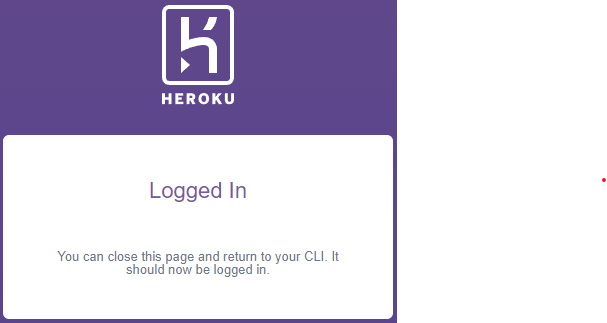 HEROKU
Logged In
You can close this page and return to your CLI. It
should now be logged in.